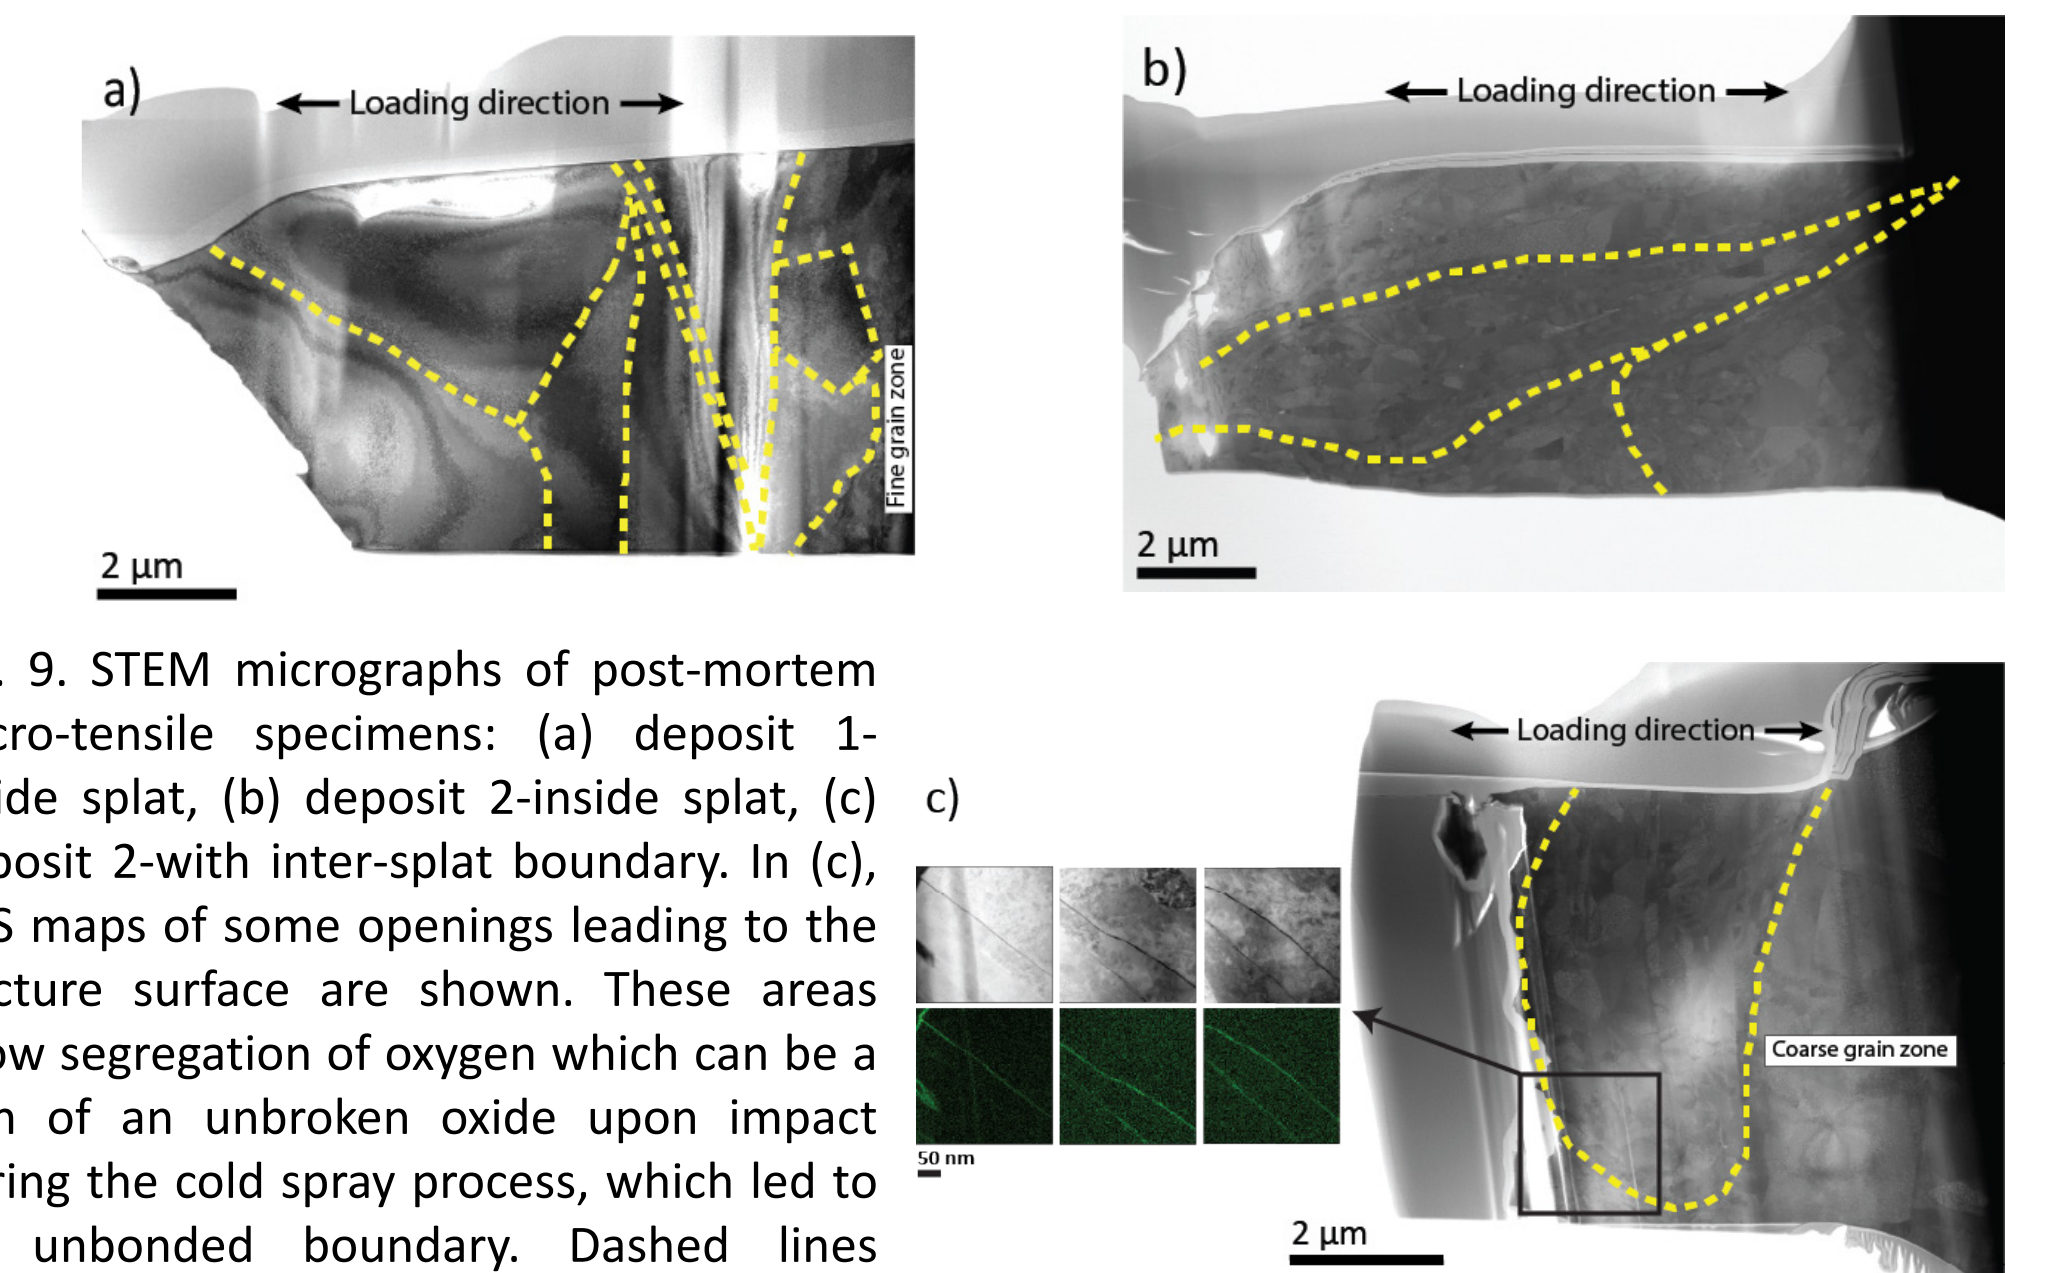 a)
Loading direction
Fine grain zone
2 μm
b)
Loading direction
2 μm
. 9. STEM micrographs of post-mortem
cro-tensile specimens: (a) deposit 1-
ide splat, (b) deposit 2-inside splat, (c)
posit 2-with inter-splat boundary. In (c),
S maps of some openings leading to the
cture surface are shown. These areas
ow segregation of oxygen which can be a
n of an unbroken oxide upon impact
ring the cold spray process, which led to
unbonded boundary. Dashed lines
c)
Loading direction
Coarse grain zone
50 nm
2 μm